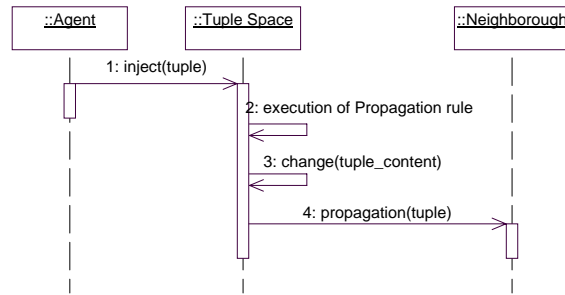 ::Agent
::Tuple Space
::Neighborough
1: inject(tuple)
2: execution of Propagation rule
3: change(tuple_content)
4: propagation(tuple)